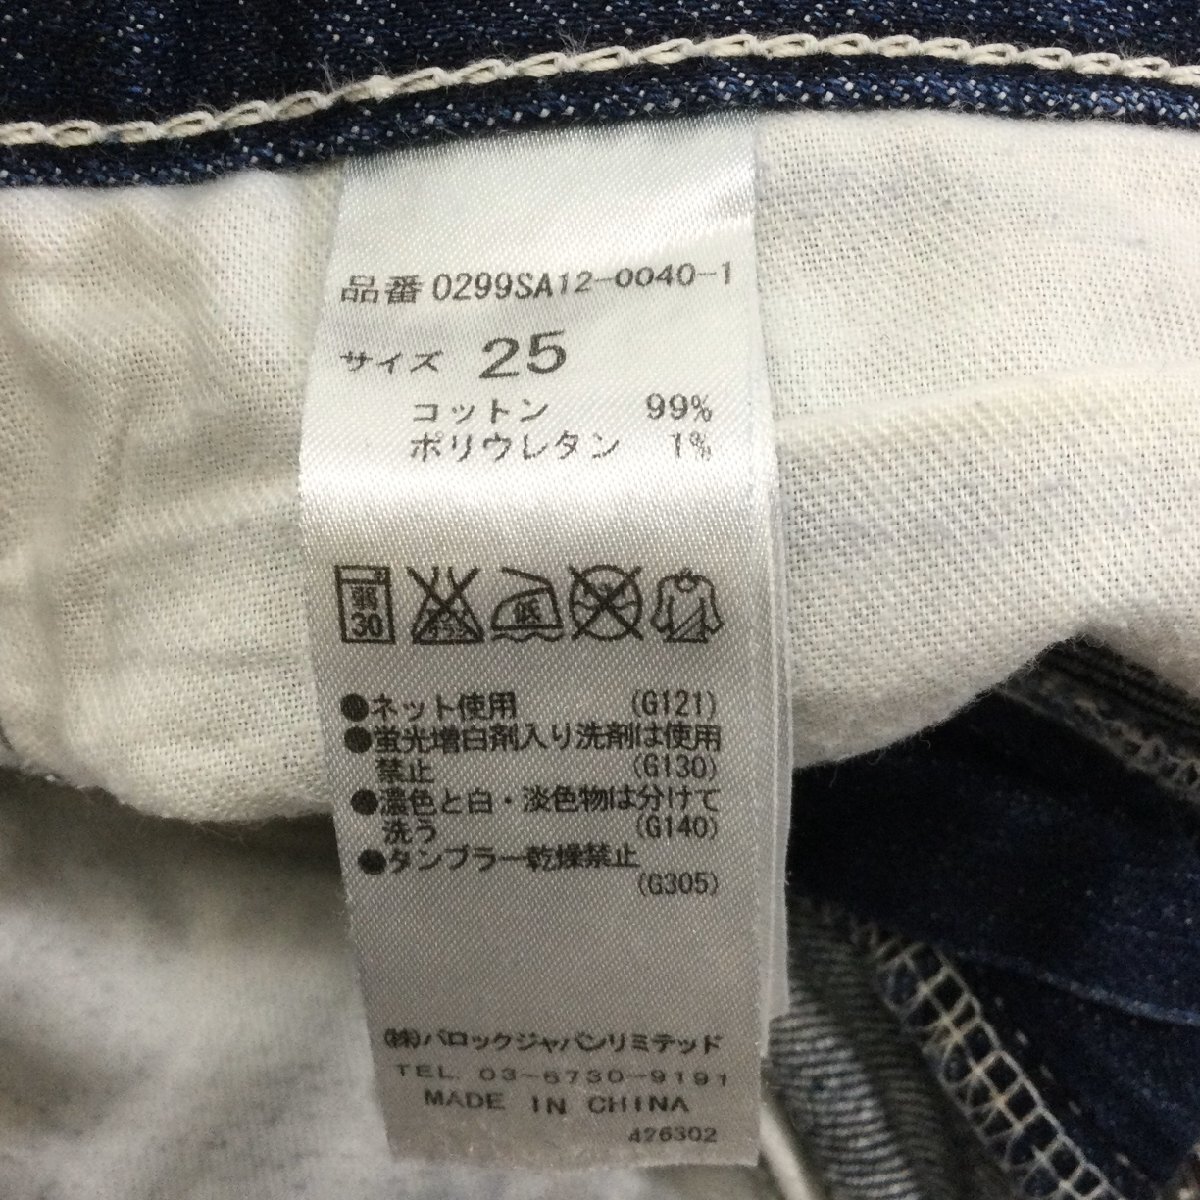 品番 0299SA12-0040-1
サイズ 25
コットン 99%
ポリウレタン 1%
弱 30 低
●ネット使用 (G121)
●蛍光増白剤入り洗剤は使用
禁止 (G130)
●濃色と白・淡色物は分けて
洗う (G140)
●タンブラー乾燥禁止
(G305)
(株)バロックジャパンリミテッド
TEL. 03-6730-9191
MADE IN CHINA
426302